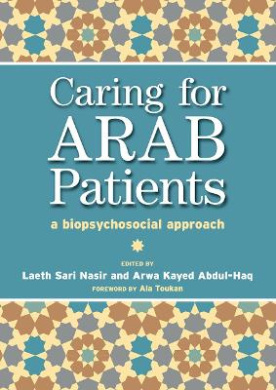 Caring for
ARAB
Patients
a biopsychosocial approach
EDITED BY
Laeth Sari Nasir and Arwa Kayed Abdul-Haq
FOREWORD BY Ala Toukan